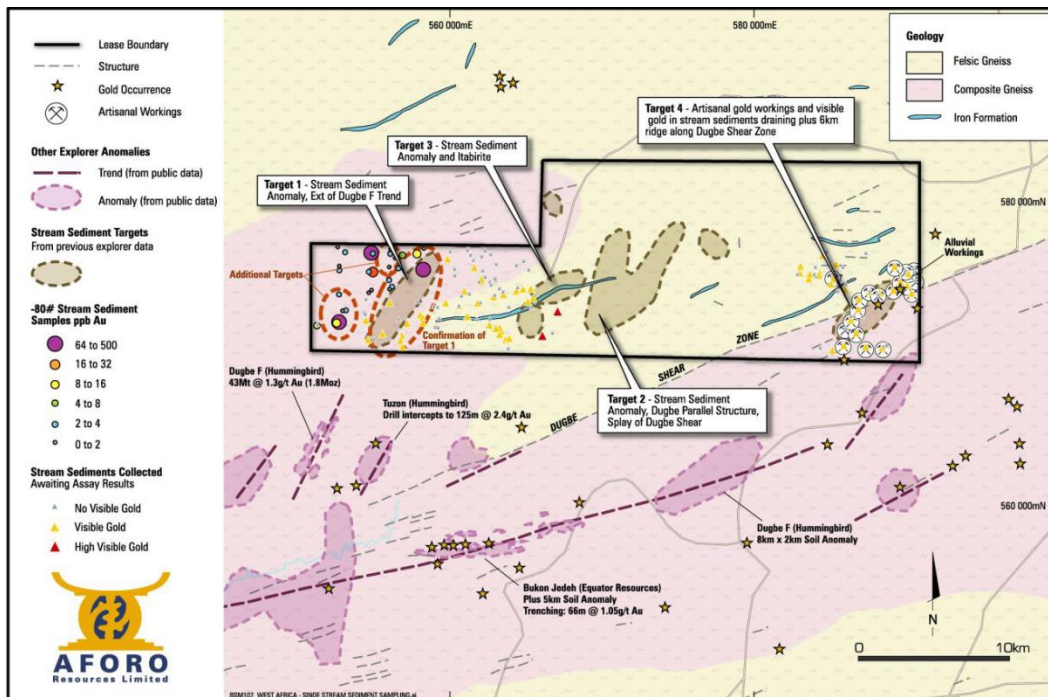 Lease Boundary
Structure
Gold Occurrence
Artisanal Workings
Other Explorer Anomalies
Trend (from public data)
Anomaly (from public data)
Stream Sediment Targets
From previous explorer data
-80# Stream Sediment
Samples ppb Au
64 to 500
16 to 32
8 to 16
4 to 8
2 to 4
0 to 2
Stream Sediments Collected
Awaiting Assay Results
No Visible Gold
Visible Gold
High Visible Gold
AFORO
Resources Limited
560 000mE
580 000mE
Geology
Felsic Gneiss
Composite Gneiss
Iron Formation
Target 4 - Artisanal gold workings and visible
gold in stream sediments draining plus 6km
ridge along Dugbe Shear Zone
Target 3 - Stream Sediment
Anomaly and Itabirite
Target 1 - Stream Sediment
Anomaly, Ext of Dugbe F Trend
580 000mN
Alluvial
Workings
Additional Targets
Confirmation of
Target 1
DUGBE SHEAR ZONE
Dugbe F (Hummingbird)
43Mt @ 1.3g/t Au (1.8Moz)
Tuzon (Hummingbird)
Drill intercepts to 125m @ 2.4g/t Au
Target 2 - Stream Sediment
Anomaly, Dugbe Parallel Structure,
Splay of Dugbe Shear
560 000mN
Dugbe F (Hummingbird)
8km x 2km Soil Anomaly
Bukon Jedeh (Equator Resources)
Plus 5km Soil Anomaly
Trenching: 66m @ 1.05g/t Au
N
0 10km
BSM107_WEST AFRICA - SINOE STREAM SEDIMENT SAMPLING.ai